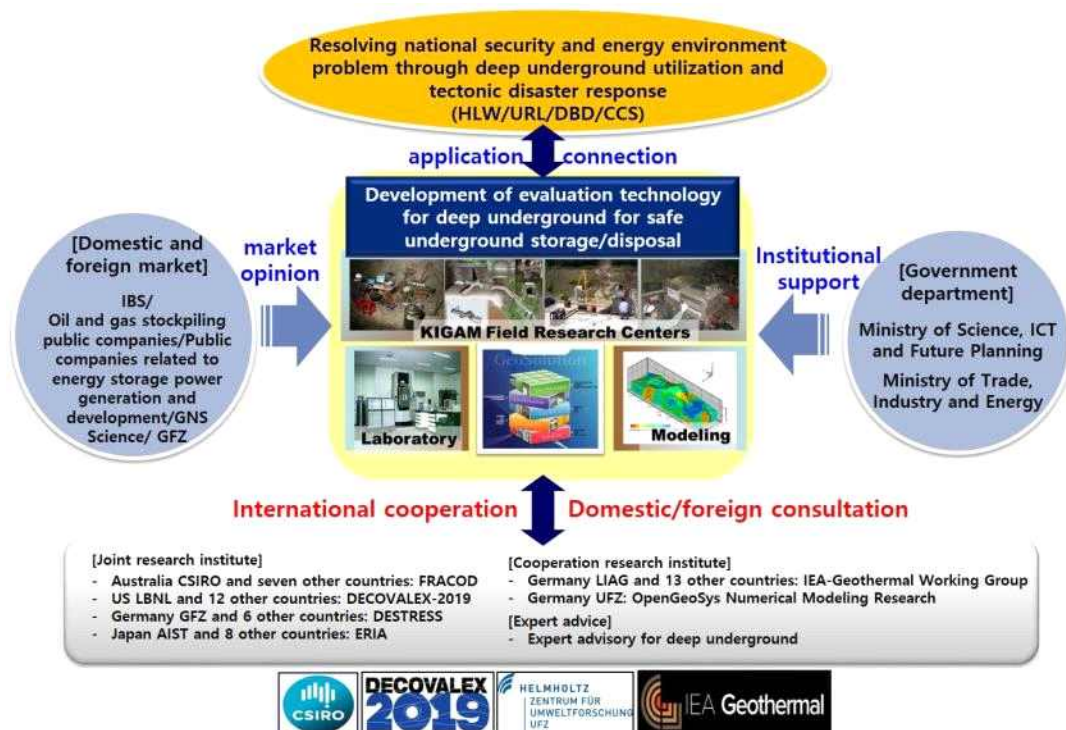 Resolving national security and energy environment
problem through deep underground utilization and
tectonic disaster response
(HLW/URL/DBD/CCS)
application connection
Development of evaluation technology
for deep underground for safe
underground storage/disposal
[Domestic and
foreign market]
IBS/
Oil and gas stockpiling
public companies/Public
companies related to
energy storage power
generation and
development/GNS
Science/ GFZ
market
opinion
KIGAM Field Research Centers
GeoSolution
Laboratory
Modeling
Institutional
support
[Government
department]
Ministry of Science, ICT
and Future Planning
Ministry of Trade,
Industry and Energy
International cooperation Domestic/foreign consultation
[Joint research institute]
- Australia CSIRO and seven other countries: FRACOD
- US LBNL and 12 other countries: DECOVALEX-2019
- Germany GFZ and 6 other countries: DESTRESS
- Japan AIST and 8 other countries: ERIA
[Cooperation research institute]
- Germany LIAG and 13 other countries: IEA-Geothermal Working Group
- Germany UFZ: OpenGeoSys Numerical Modeling Research
[Expert advice]
- Expert advisory for deep underground
CSIRO
DECOVALEX
2019
HELMHOLTZ
ZENTRUM FÜR
UMWELTFORSCHUNG
UFZ
IEA Geothermal